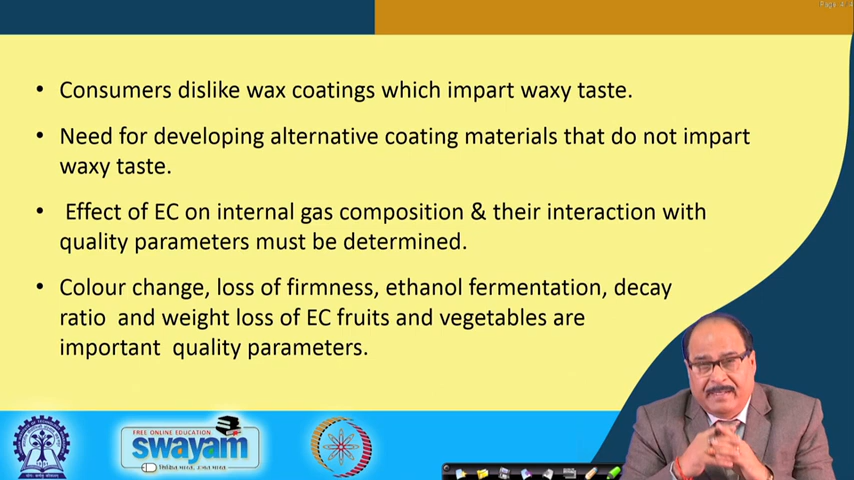 Page 4/4
• Consumers dislike wax coatings which impart waxy taste.
• Need for developing alternative coating materials that do not impart
waxy taste.
• Effect of EC on internal gas composition & their interaction with
quality parameters must be determined.
• Colour change, loss of firmness, ethanol fermentation, decay
ratio and weight loss of EC fruits and vegetables are
important quality parameters.
FREE ONLINE EDUCATION
swayam